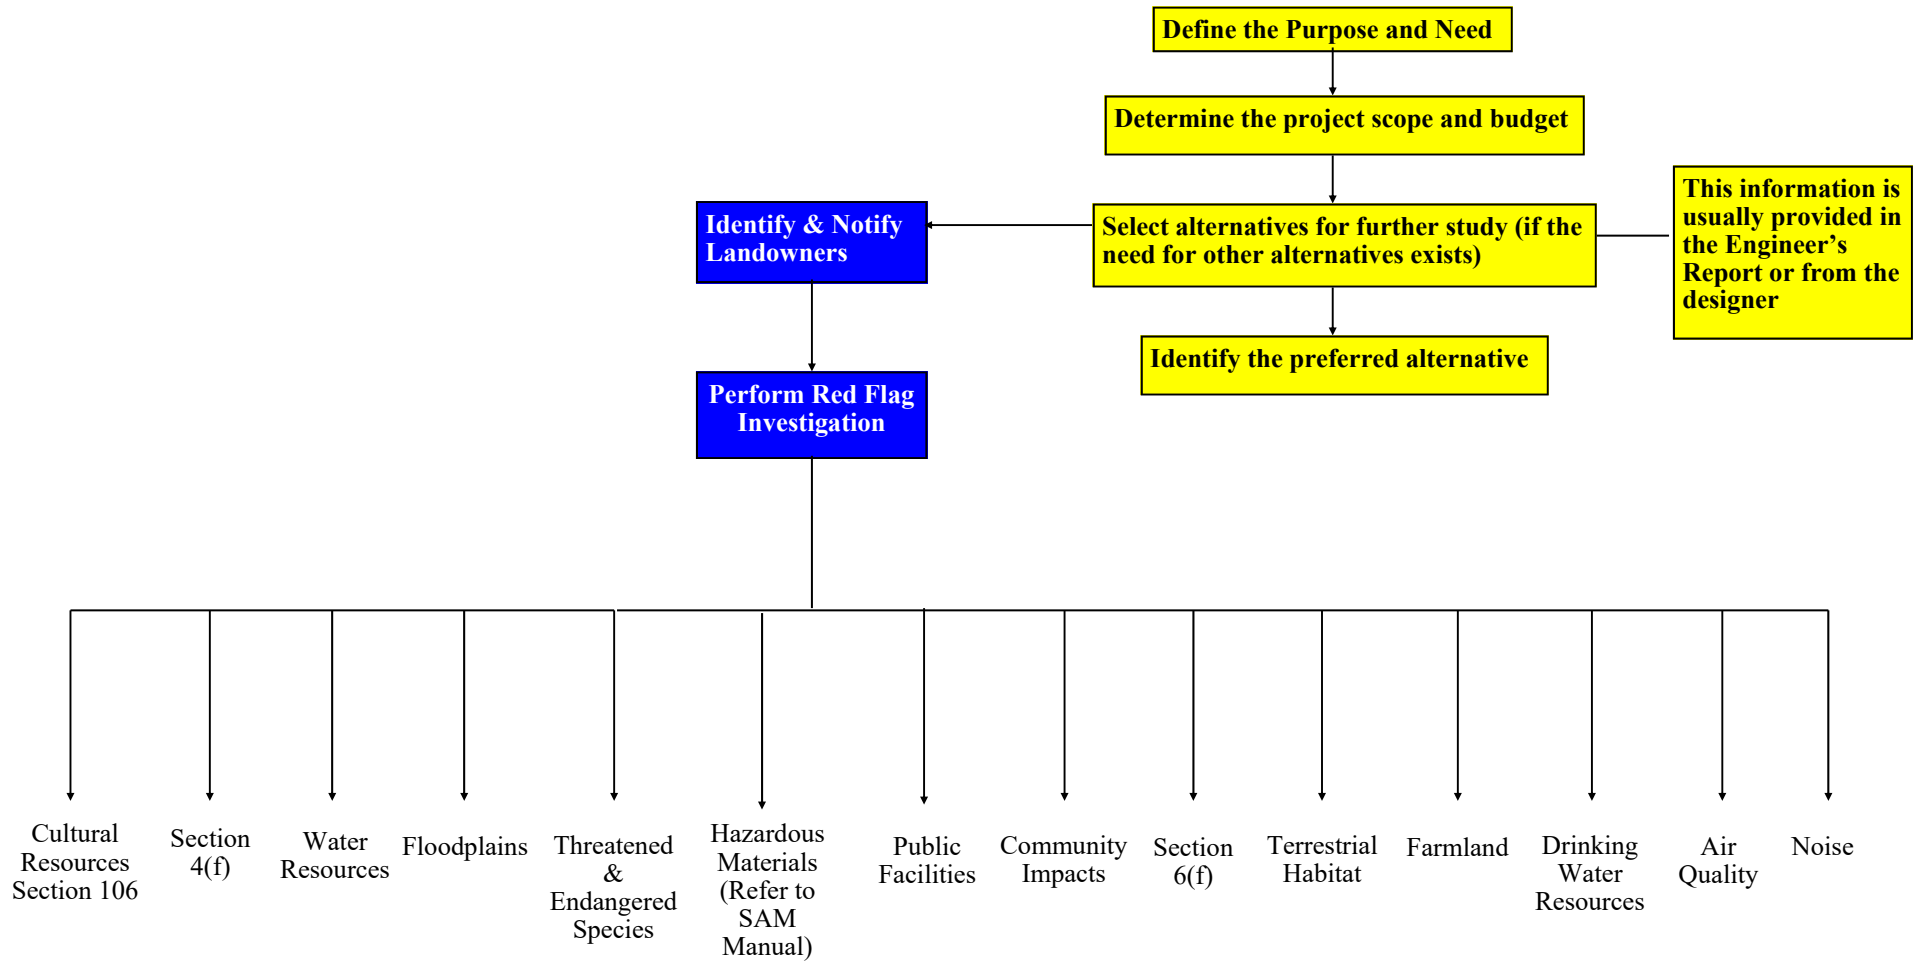 Define the Purpose and Need
Determine the project scope and budget
Select alternatives for further study (if the
need for other alternatives exists)
This information is
usually provided in
the Engineer’s
Report or from the
designer
Identify & Notify
Landowners
Identify the preferred alternative
Perform Red Flag
Investigation
Cultural
Resources
Section 106
Section
4(f)
Water
Resources
Floodplains
Threatened
&
Endangered
Species
Hazardous
Materials
(Refer to
SAM
Manual)
Public
Facilities
Community
Impacts
Section
6(f)
Terrestrial
Habitat
Farmland
Drinking
Water
Resources
Air
Quality
Noise